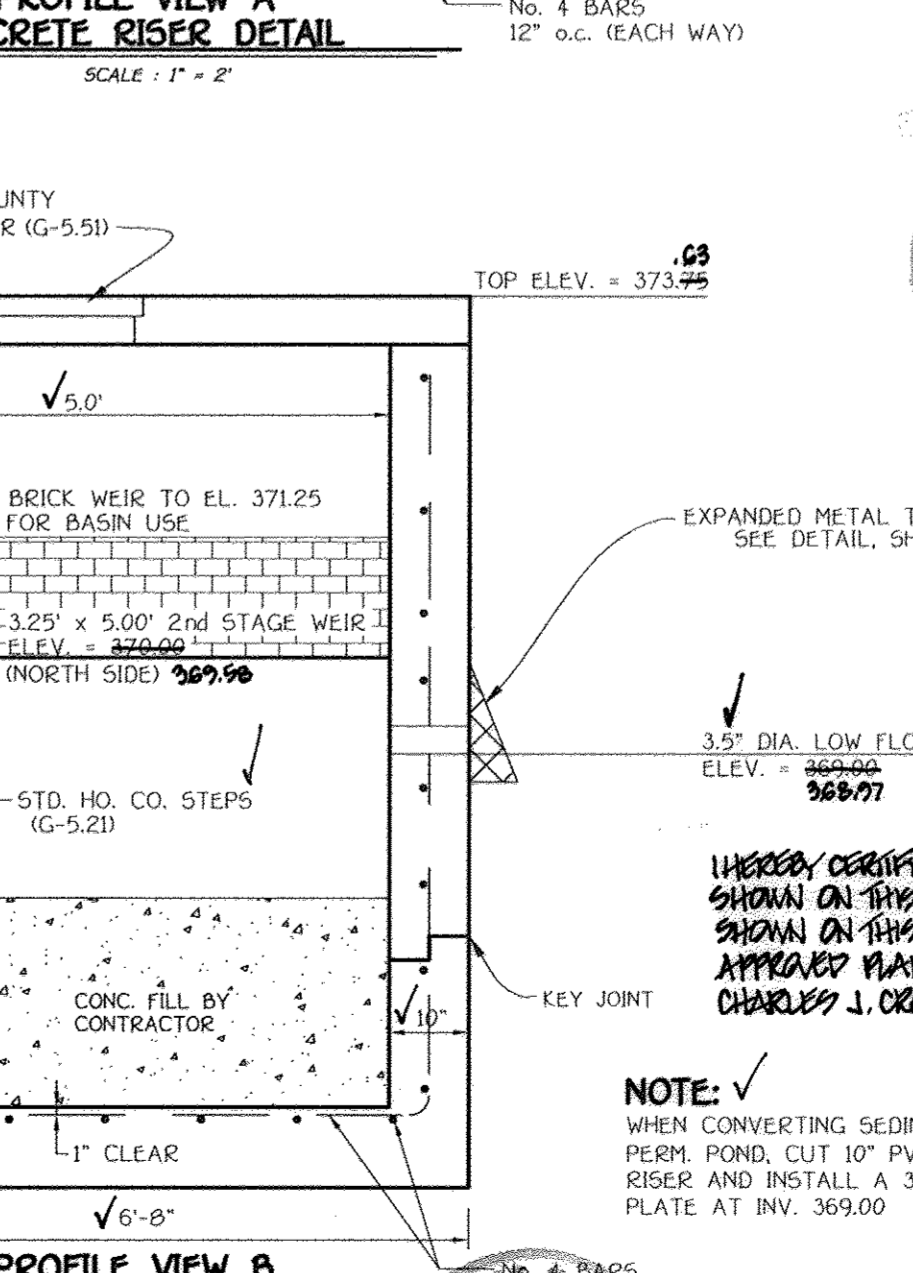 PROFILE VIEW A
CRETE RISER DETAIL
SCALE : 1" = 2'
No. 4 BARS
12" o.c. (EACH WAY)
UNTY
R (G-5.51)
.63
TOP ELEV. = 373.75
✓ 5.0'
BRICK WEIR TO EL. 371.25
FOR BASIN USE
3.25' x 5.00' 2nd STAGE WEIR
ELEV. = 370.00
(NORTH SIDE) 369.58
EXPANDED METAL T
SEE DETAIL, SH
✓
3.5" DIA. LOW FLO
ELEV. = 369.00
368.97
✓
STD. HO. CO. STEPS
(G-5.21)
I HEREBY CERTIF
SHOWN ON THIS
SHOWN ON THIS
APPROVED PLA
CHARLES J. CR
CONC. FILL BY
CONTRACTOR
✓ 10"
KEY JOINT
NOTE: ✓
WHEN CONVERTING SEDIM
PERM. POND, CUT 10" PV
RISER AND INSTALL A 3
PLATE AT INV. 369.00
1" CLEAR
✓ 6'-8"
PROFILE VIEW B
No. 4 BARS